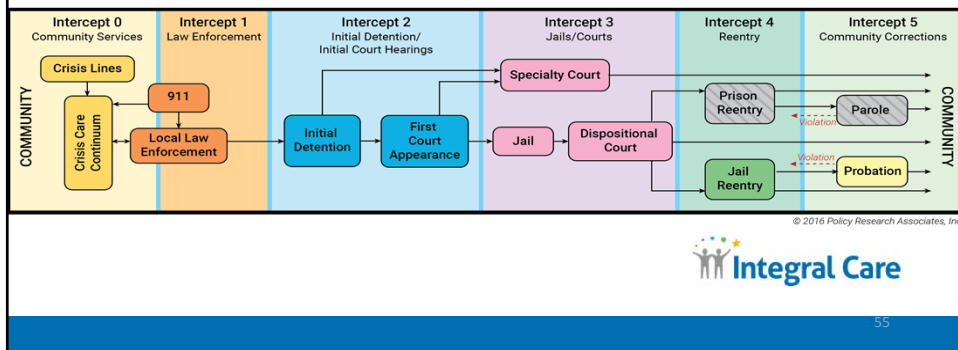 Intercept 0
Community Services
Intercept 1
Law Enforcement
Intercept 2
Initial Detention/
Initial Court Hearings
Intercept 3
Jails/Courts
Intercept 4
Reentry
Intercept 5
Community Corrections
COMMUNITY
Crisis Lines
Crisis Care
Continuum
911
Local Law
Enforcement
Initial
Detention
First
Court
Appearance
Specialty Court
Jail
Dispositional
Court
Prison
Reentry
Violation
Parole
Jail
Reentry
Violation
Probation
COMMUNITY
© 2016 Policy Research Associates, Inc
Integral Care
55